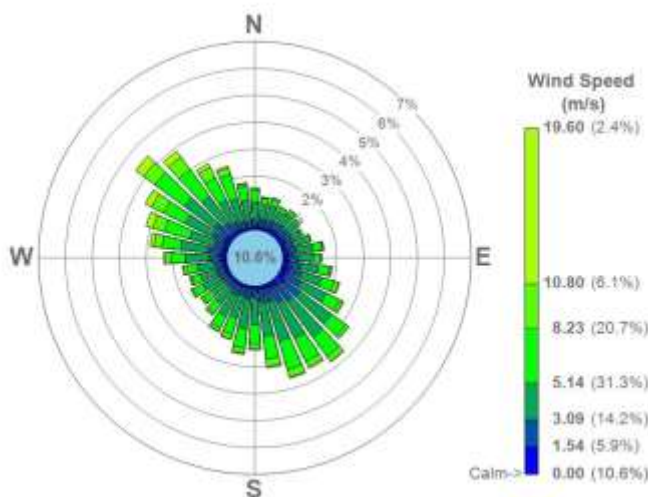 N
7%
6%
5%
4%
3%
2%
W
10.6%
E
S
Wind Speed
(m/s)
19.60 (2.4%)
10.80 (6.1%)
8.23 (20.7%)
5.14 (31.3%)
3.09 (14.2%)
1.54 (5.9%)
Calm-> 0.00 (10.6%)